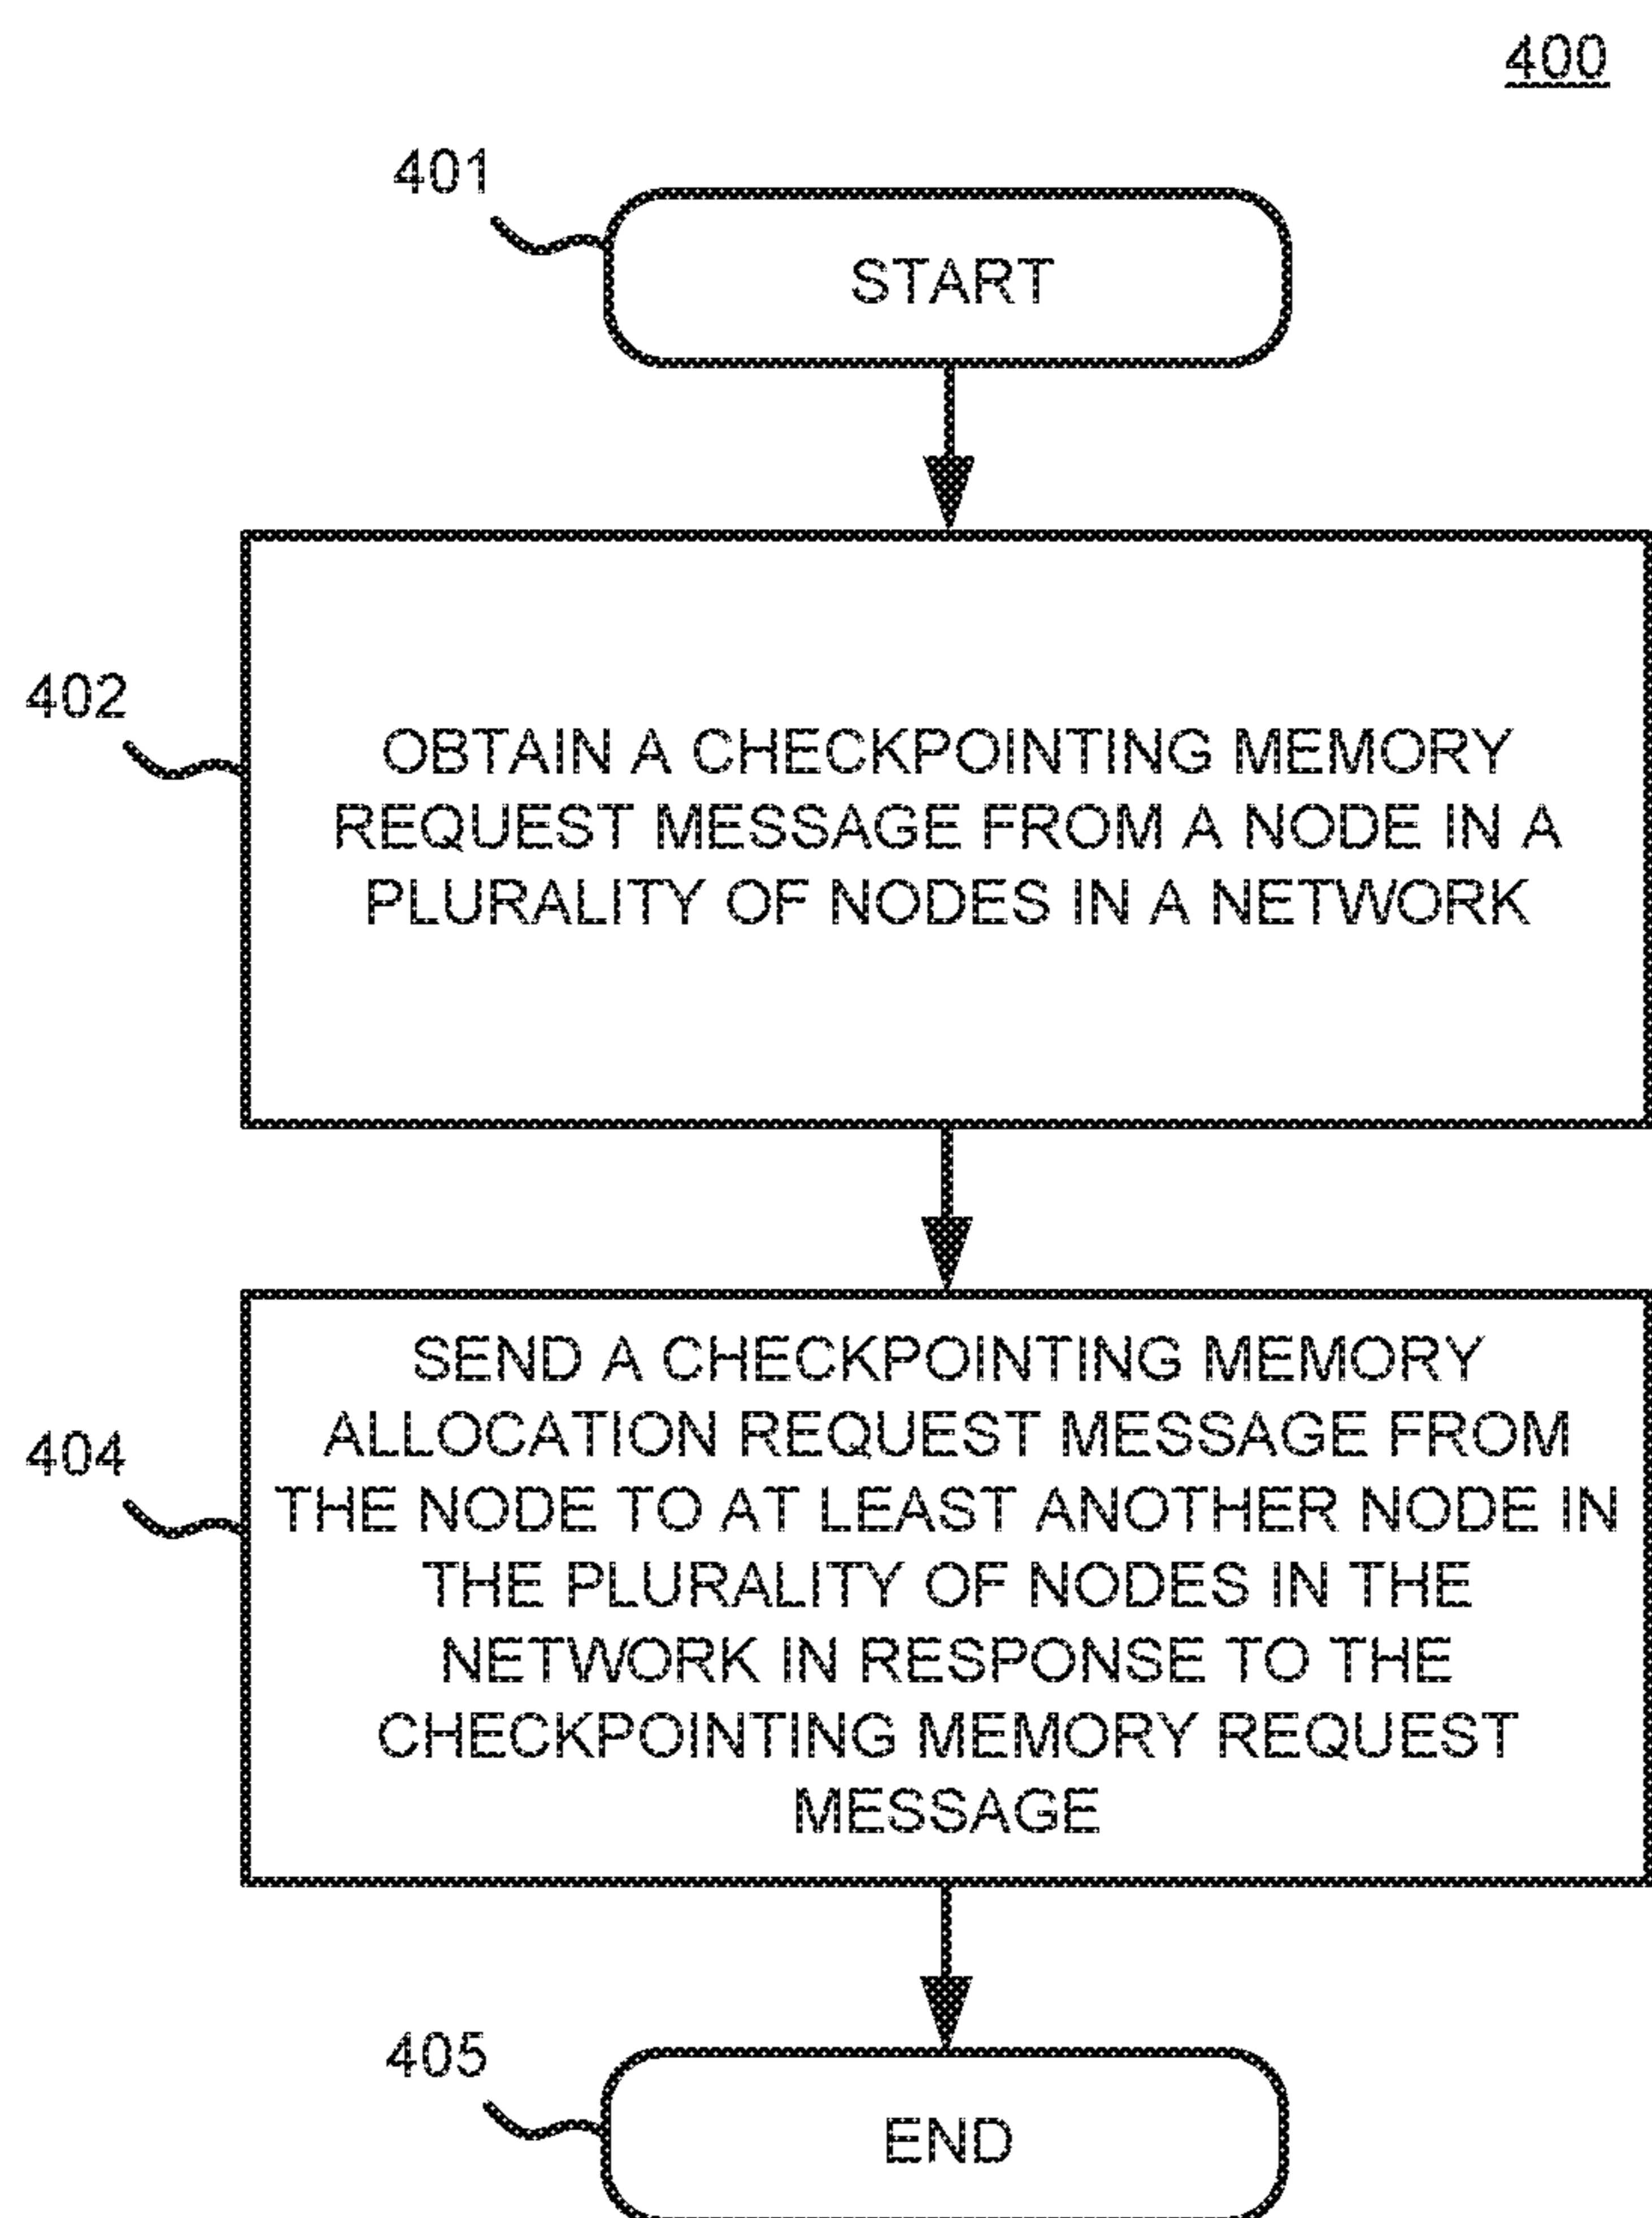 400
401
START
402
OBTAIN A CHECKPOINTING MEMORY
REQUEST MESSAGE FROM A NODE IN A
PLURALITY OF NODES IN A NETWORK
404
SEND A CHECKPOINTING MEMORY
ALLOCATION REQUEST MESSAGE FROM
THE NODE TO AT LEAST ANOTHER NODE IN
THE PLURALITY OF NODES IN THE
NETWORK IN RESPONSE TO THE
CHECKPOINTING MEMORY REQUEST
MESSAGE
405
END